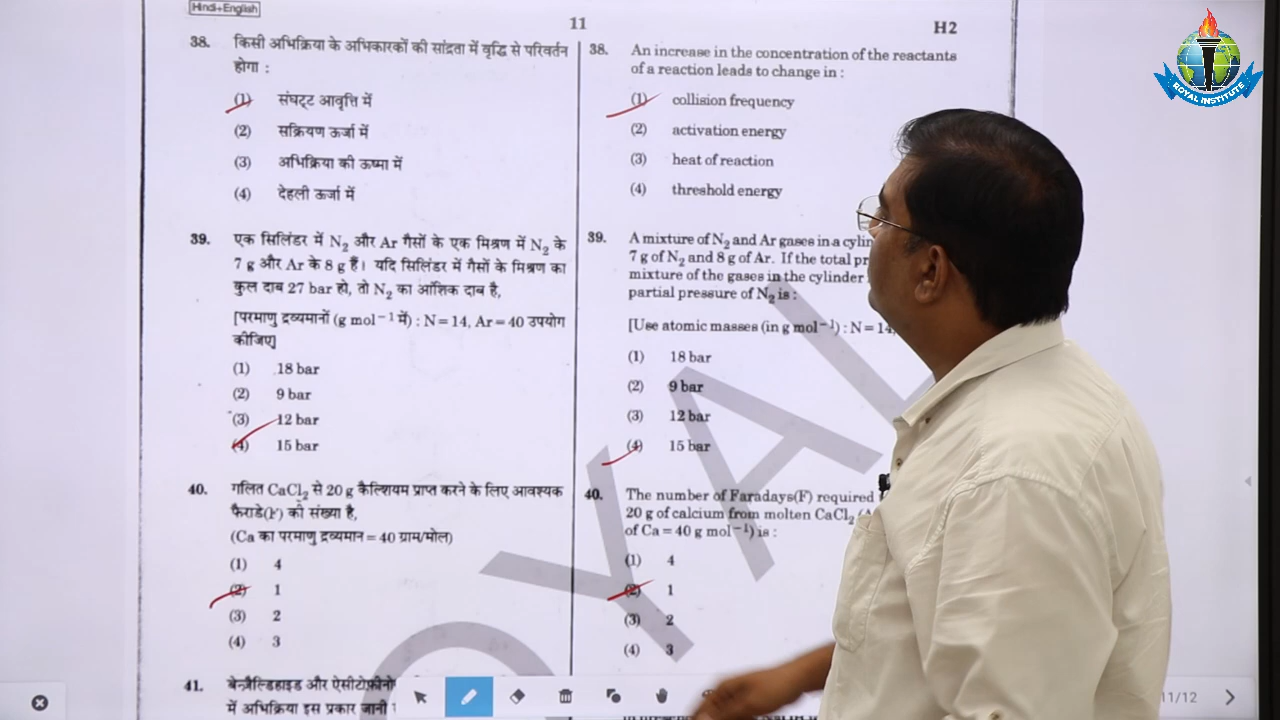 Hindi+English
11
H2
38. किसी अभिक्रिया के अभिकारकों की सांद्रता में वृद्धि से परिवर्तन
होगा :
(1) संघट्ट आवृत्ति में
(2) सक्रियण ऊर्जा में
(3) अभिक्रिया की ऊष्मा में
(4) देहली ऊर्जा में
39. एक सिलिंडर में N₂ और Ar गैसों के एक मिश्रण में N₂ के
7 g और Ar के 8 g हैं। यदि सिलिंडर में गैसों के मिश्रण का
कुल दाब 27 bar हो, तो N₂ का आंशिक दाब है,
[परमाणु द्रव्यमानों (g mol⁻¹ में) : N=14, Ar=40 उपयोग
कीजिए]
(1) 18 bar
(2) 9 bar
(3) 12 bar
(4) 15 bar
40. गलित CaCl₂ से 20 g कैल्शियम प्राप्त करने के लिए आवश्यक
फैराडे(F) की संख्या है,
(Ca का परमाणु द्रव्यमान = 40 ग्राम/मोल)
(1) 4
(2) 1
(3) 2
(4) 3
41. बेन्ज़ैल्डिहाइड और ऐसीटोफ़ीनो
में अभिक्रिया इस प्रकार जानी
38. An increase in the concentration of the reactants
of a reaction leads to change in :
(1) collision frequency
(2) activation energy
(3) heat of reaction
(4) threshold energy
39. A mixture of N₂ and Ar gases in a cylin
7 g of N₂ and 8 g of Ar. If the total pr
mixture of the gases in the cylinder
partial pressure of N₂ is :
[Use atomic masses (in g mol⁻¹) : N=14,
(1) 18 bar
(2) 9 bar
(3) 12 bar
(4) 15 bar
40. The number of Faradays(F) required
20 g of calcium from molten CaCl₂ (A
of Ca = 40 g mol⁻¹) is :
(1) 4
(2) 1
(3) 2
(4) 3
OYAL
11/12
ROYAL INSTITUTE